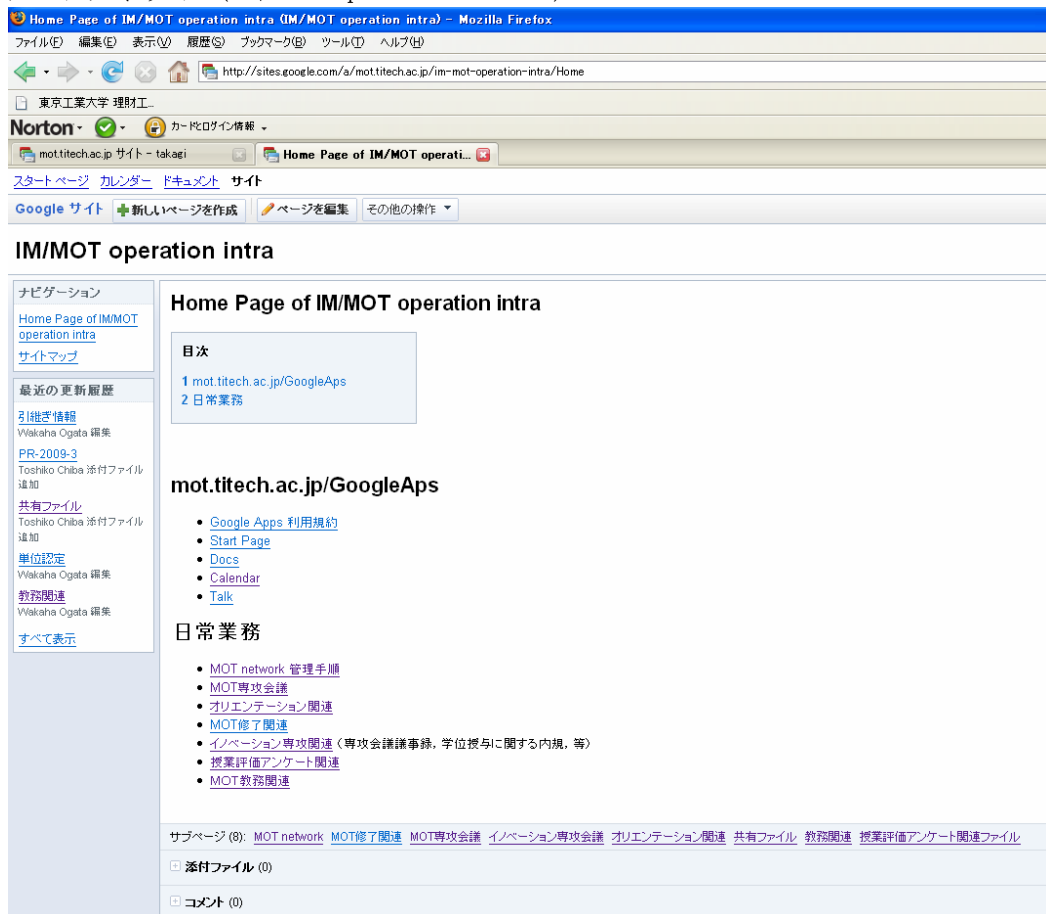 Home Page of IM/MOT operation intra (IM/MOT operation intra) - Mozilla Firefox
ファイル(F) 編集(E) 表示(V) 履歴(S) ブックマーク(B) ツール(T) ヘルプ(H)
http://sites.google.com/a/mot.titech.ac.jp/im-mot-operation-intra/Home
東京工業大学 理財工...
Norton カードとログイン情報
mot.titech.ac.jp サイト - takagi Home Page of IM/MOT operati...
スタート ページ カレンダー ドキュメント サイト
Google サイト 新しいページを作成 ページを編集 その他の操作
IM/MOT operation intra
ナビゲーション
Home Page of IM/MOT
operation intra
サイトマップ
最近の更新履歴
引継ぎ情報
Wakaha Ogata 編集
PR-2009-3
Toshiko Chiba 添付ファイル
追加
共有ファイル
Toshiko Chiba 添付ファイル
追加
単位認定
Wakaha Ogata 編集
教務関連
Wakaha Ogata 編集
すべて表示
Home Page of IM/MOT operation intra
目次
1 mot.titech.ac.jp/GoogleAps
2 日常業務
mot.titech.ac.jp/GoogleAps
• Google Apps 利用規約
• Start Page
• Docs
• Calendar
• Talk
日常業務
• MOT network 管理手順
• MOT専攻会議
• オリエンテーション関連
• MOT修了関連
• イノベーション専攻関連 (専攻会議議事録, 学位授与に関する内規, 等)
• 授業評価アンケート関連
• MOT教務関連
サブページ (8): MOT network MOT修了関連 MOT専攻会議 イノベーション専攻会議 オリエンテーション関連 共有ファイル 教務関連 授業評価アンケート関連ファイル
添付ファイル (0)
コメント (0)